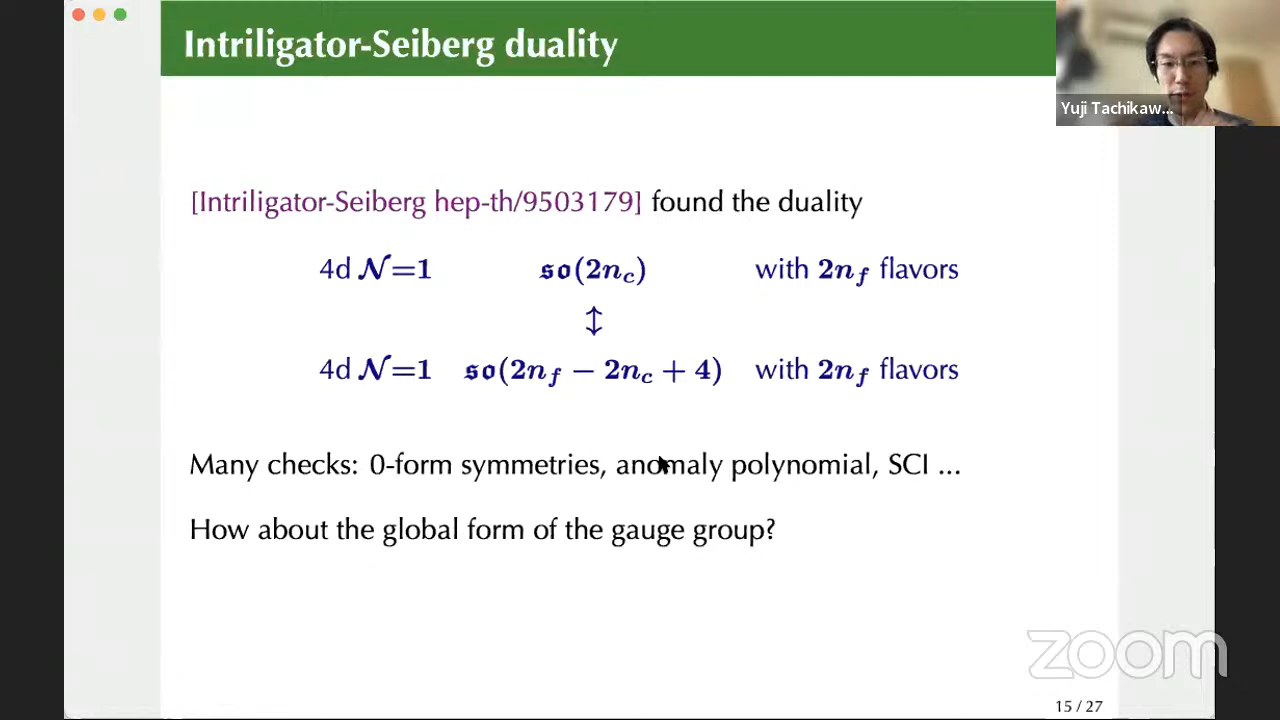 Intriligator-Seiberg duality
Yuji Tachikaw...
[Intriligator-Seiberg hep-th/9503179] found the duality
4d 𝒩=1 𝔰𝔬(2n_c) with 2n_f flavors
↕
4d 𝒩=1 𝔰𝔬(2n_f − 2n_c + 4) with 2n_f flavors
Many checks: 0-form symmetries, anomaly polynomial, SCI ...
How about the global form of the gauge group?
zoom
15 / 27